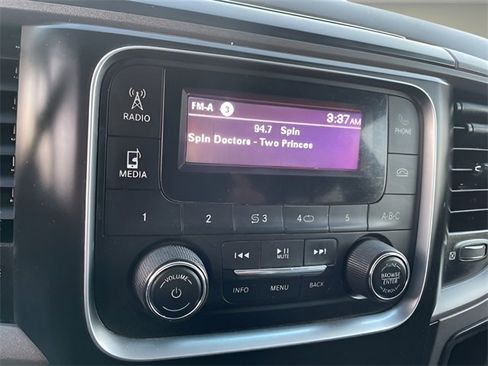 FM-A 3 3:37 AM
94.7 Spin
Spin Doctors - Two Princes
RADIO
PHONE
MEDIA
1 2 3 4 5 A-B-C
MUTE
VOLUME
INFO MENU BACK
BROWSE
ENTER